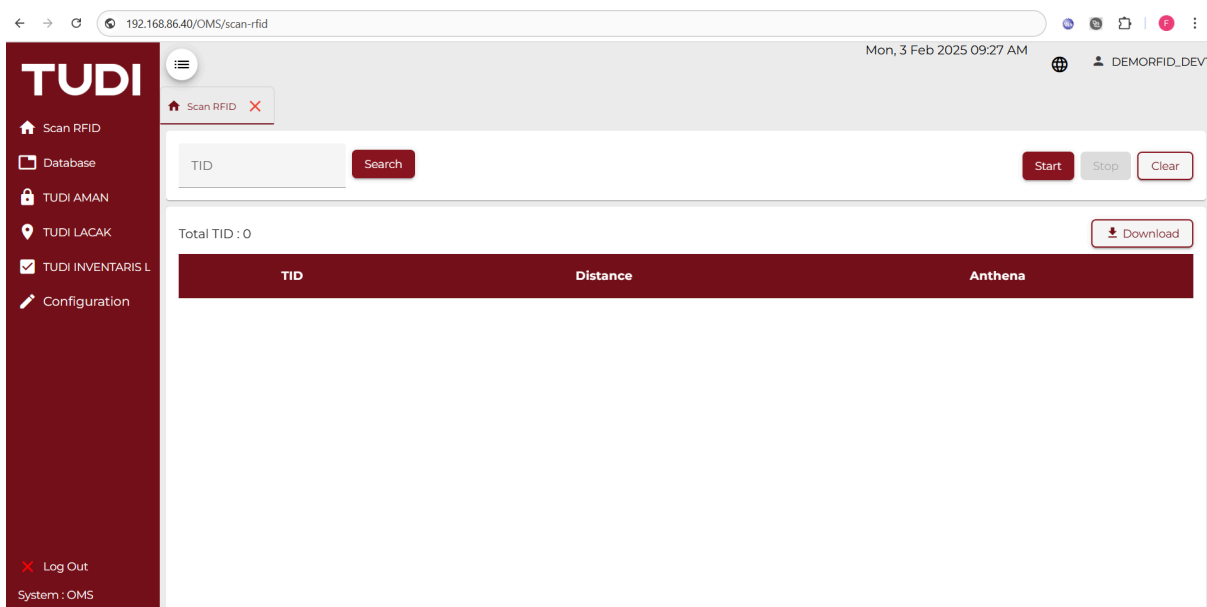 192.168.86.40/OMS/scan-rfid
F
TUDI
Mon, 3 Feb 2025 09:27 AM
DEMORFID_DEV
Scan RFID
Scan RFID
Database
TUDI AMAN
TUDI LACAK
TUDI INVENTARIS L
Configuration
TID
Search
Start
Stop
Clear
Total TID : 0
Download
TID Distance Anthena
Log Out
System : OMS